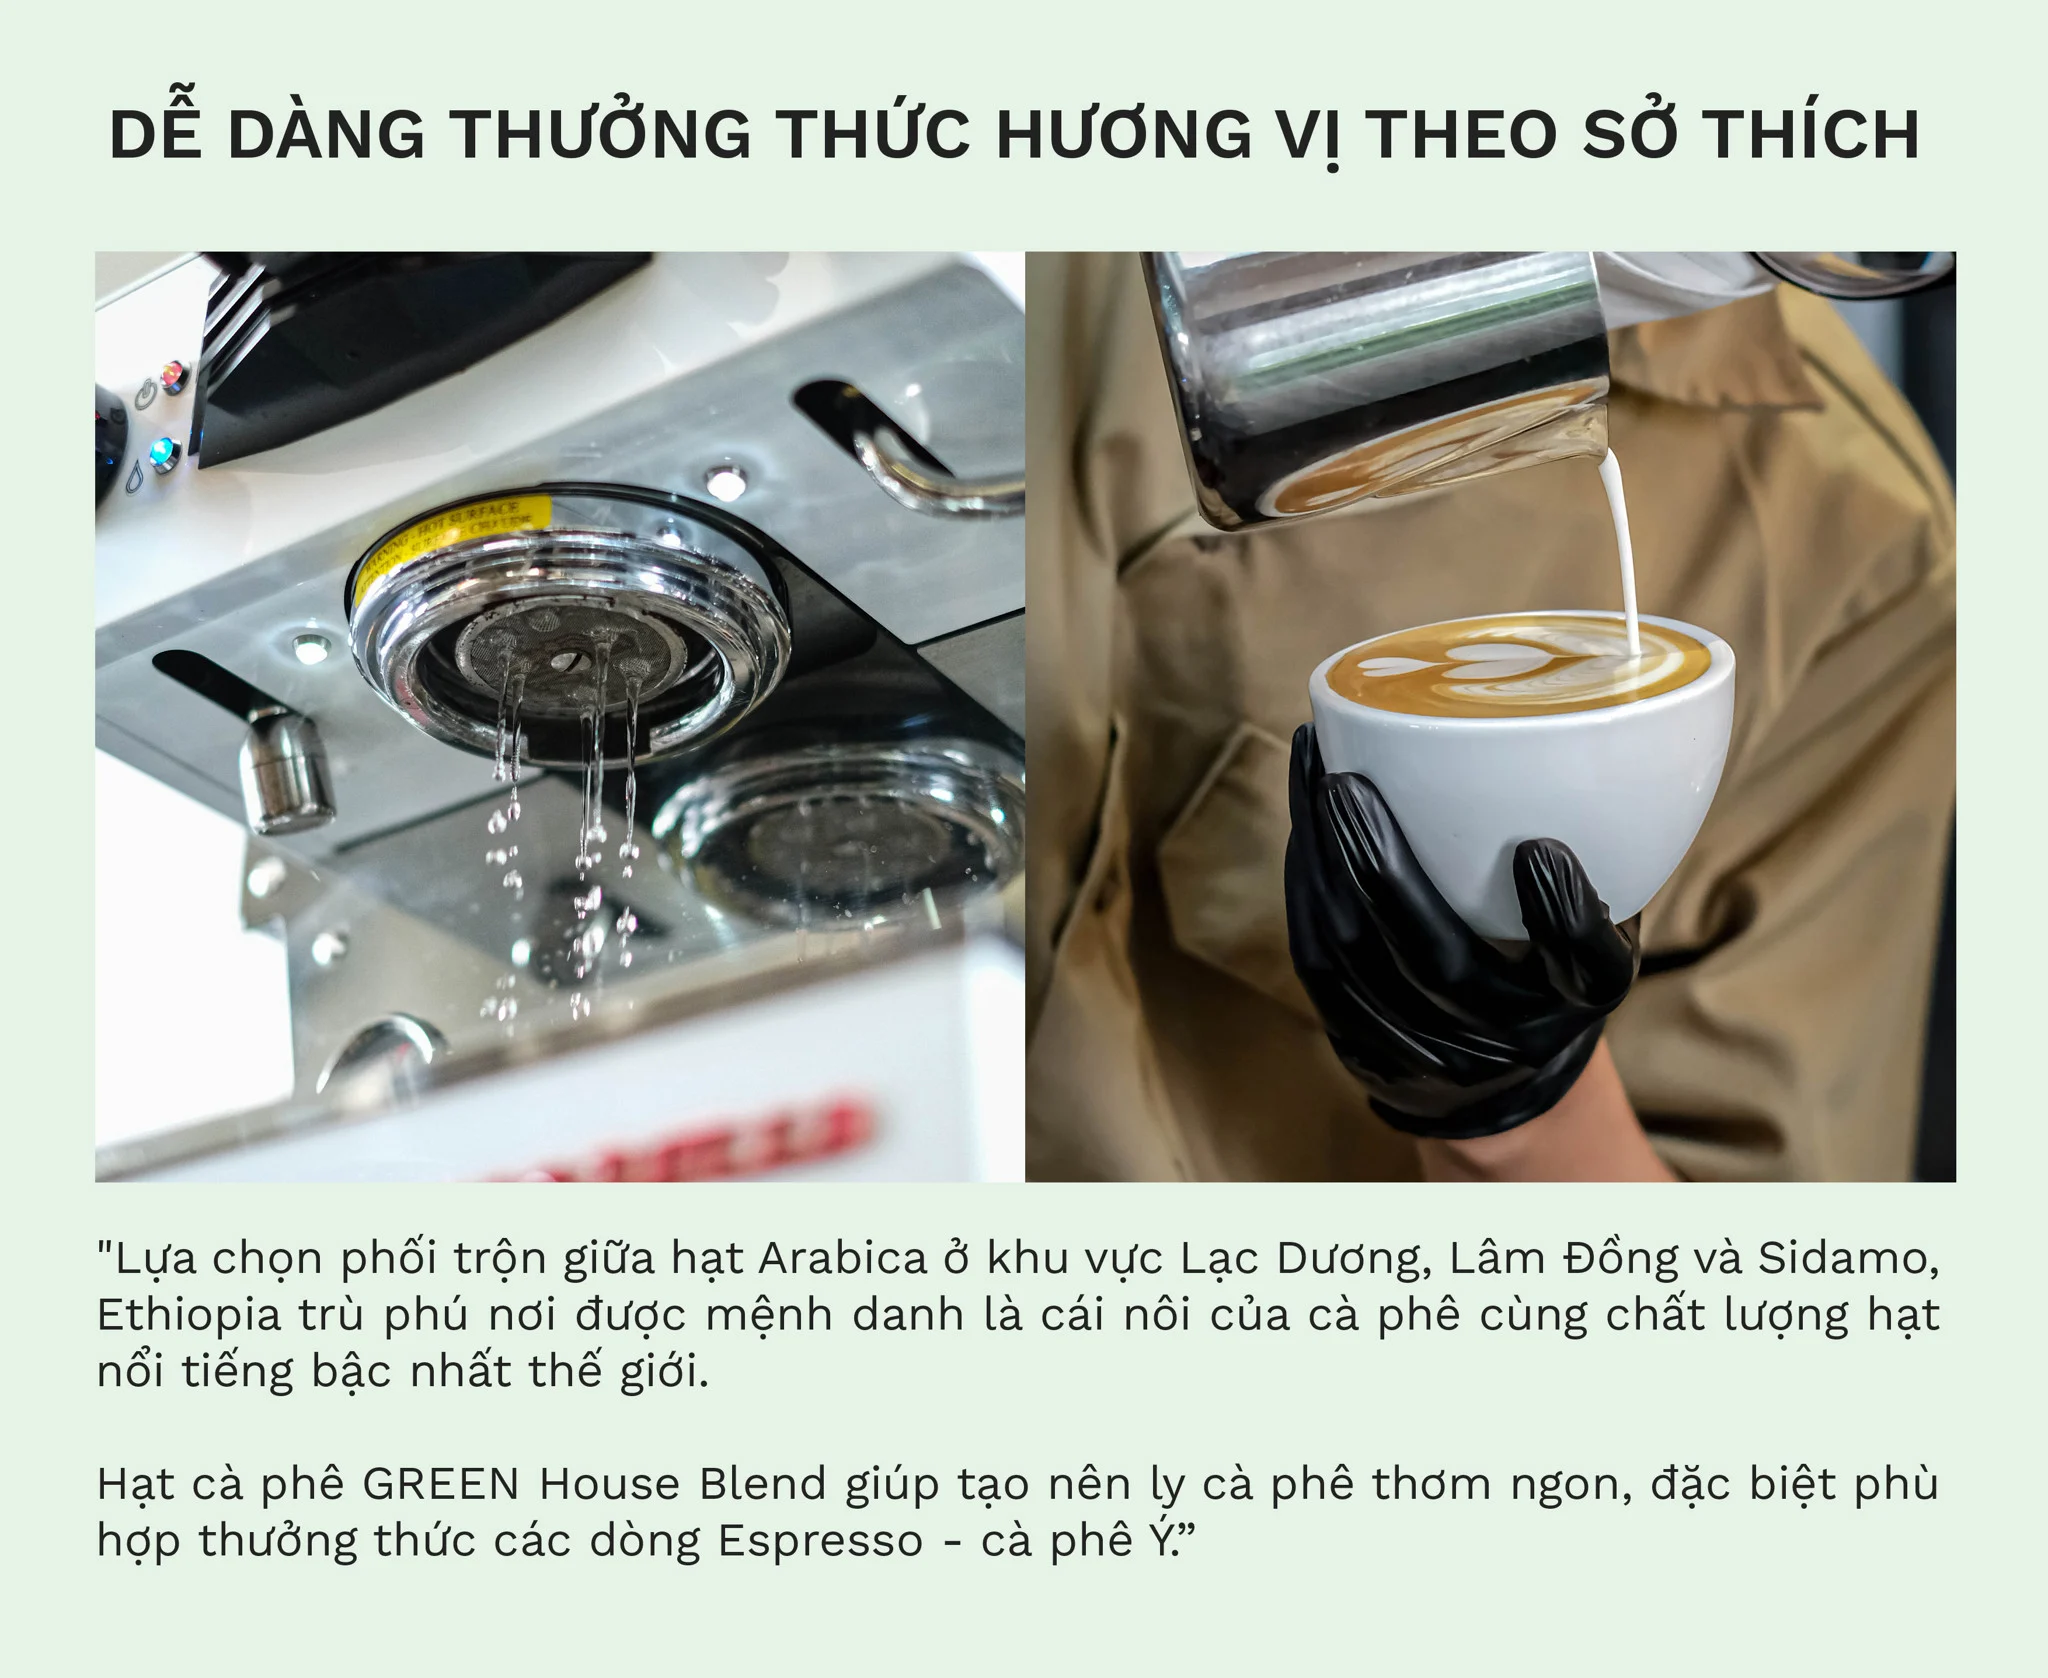 DỄ DÀNG THƯỞNG THỨC HƯƠNG VỊ THEO SỞ THÍCH
HOT SURFACE
"Lựa chọn phối trộn giữa hạt Arabica ở khu vực Lạc Dương, Lâm Đồng và Sidamo,
Ethiopia trù phú nơi được mệnh danh là cái nôi của cà phê cùng chất lượng hạt
nổi tiếng bậc nhất thế giới.
Hạt cà phê GREEN House Blend giúp tạo nên ly cà phê thơm ngon, đặc biệt phù
hợp thưởng thức các dòng Espresso - cà phê Ý.”